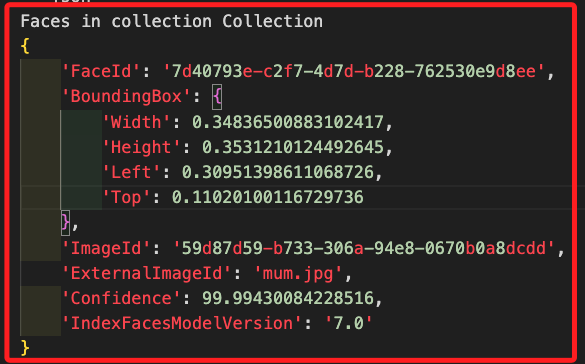 Faces in collection Collection
{
'FaceId': '7d40793e-c2f7-4d7d-b228-762530e9d8ee',
'BoundingBox': {
'Width': 0.34836500883102417,
'Height': 0.3531210124492645,
'Left': 0.30951398611068726,
'Top': 0.11020100116729736
},
'ImageId': '59d87d59-b733-306a-94e8-0670b0a8dcdd',
'ExternalImageId': 'mum.jpg',
'Confidence': 99.99430084228516,
'IndexFacesModelVersion': '7.0'
}